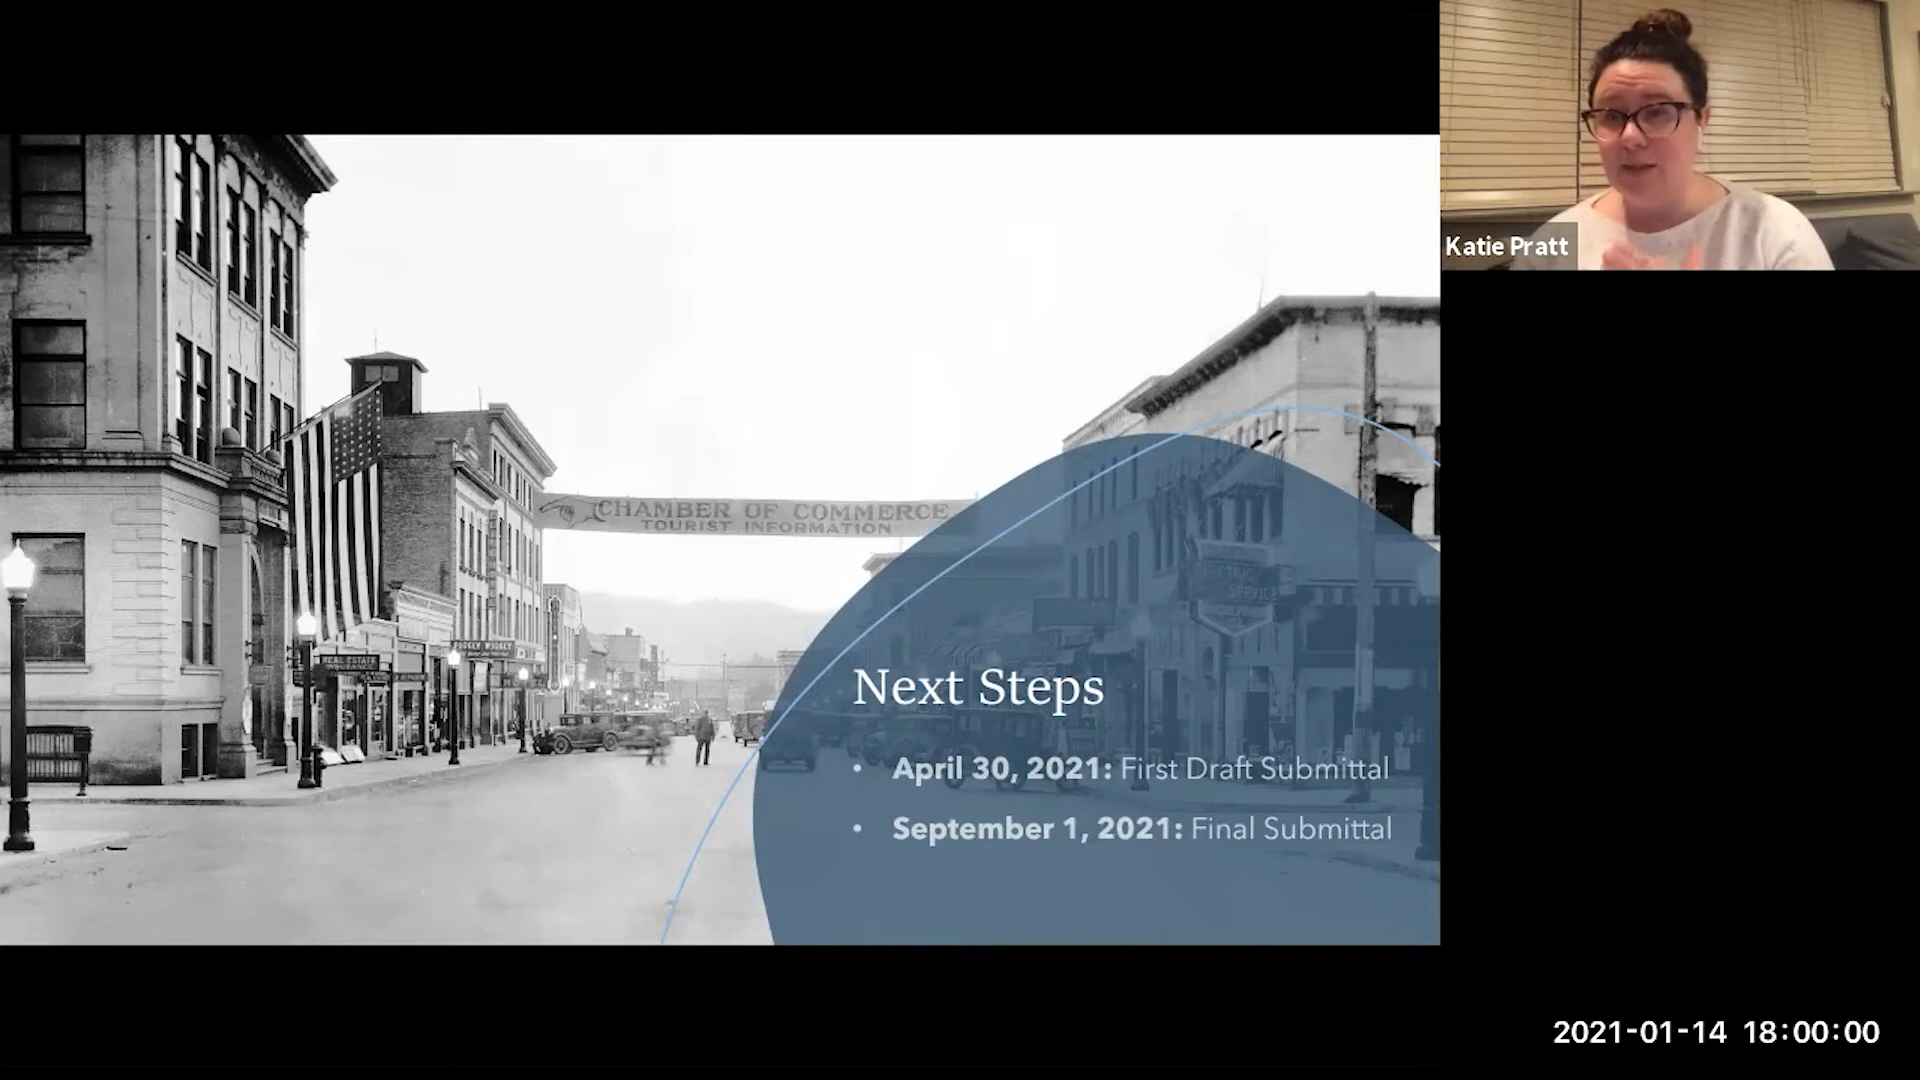 Katie Pratt
CHAMBER OF COMMERCE
TOURIST INFORMATION
REAL ESTATE
INSURANCE
PIGGLY WIGGLY
ELECTRIC
SERVICE
Next Steps
• April 30, 2021: First Draft Submittal
• September 1, 2021: Final Submittal
2021-01-14 18:00:00